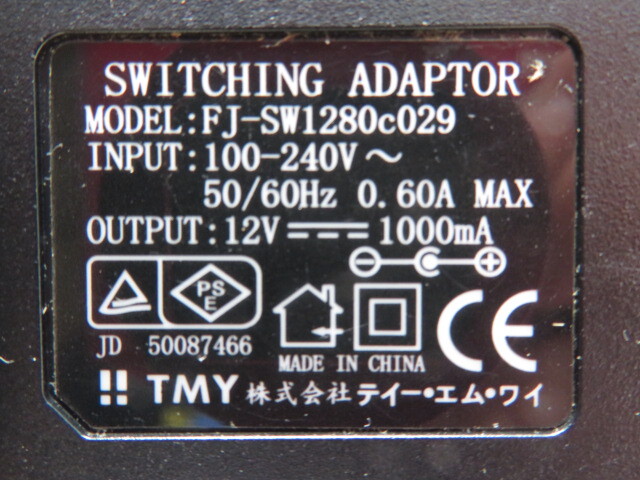 SWITCHING ADAPTOR
MODEL:FJ-SW1280c029
INPUT:100-240V～
50/60Hz 0.60A MAX
OUTPUT:12V⎓1000mA
PS
E
JD 50087466
MADE IN CHINA
CE
!! TMY 株式会社テイー・エム・ワイ